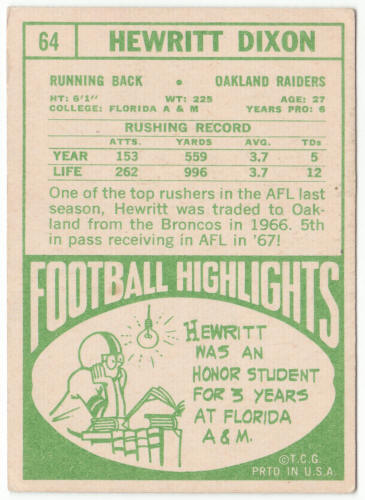 64 HEWRITT DIXON
RUNNING BACK • OAKLAND RAIDERS
HT: 6'1" WT: 225 AGE: 27
COLLEGE: FLORIDA A & M YEARS PRO: 6
RUSHING RECORD
ATTS. YARDS AVG. TDs
YEAR 153 559 3.7 5
LIFE 262 996 3.7 12
One of the top rushers in the AFL last
season, Hewritt was traded to Oak-
land from the Broncos in 1966. 5th
in pass receiving in AFL in '67!
FOOTBALL HIGHLIGHTS
HEWRITT
WAS AN
HONOR STUDENT
FOR 3 YEARS
AT FLORIDA
A & M.
©T.C.G.
PRTD IN U.S.A.